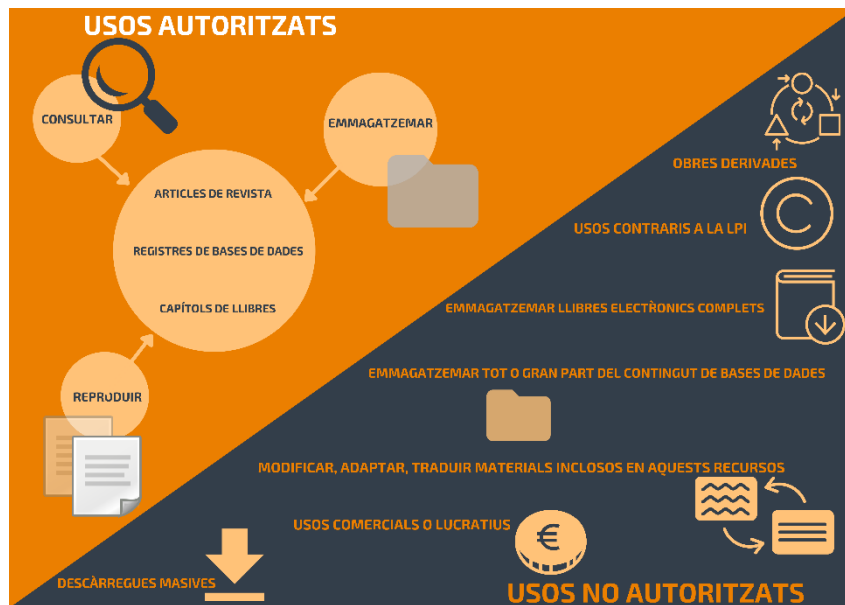 USOS AUTORITZATS
CONSULTAR
EMMAGATZEMAR
ARTICLES DE REVISTA
REGISTRES DE BASES DE DADES
CAPÍTOLS DE LLIBRES
REPRODUIR
OBRES DERIVADES
USOS CONTRARIS A LA LPI
EMMAGATZEMAR LLIBRES ELECTRÒNICS COMPLETS
EMMAGATZEMAR TOT O GRAN PART DEL CONTINGUT DE BASES DE DADES
MODIFICAR, ADAPTAR, TRADUIR MATERIALS INCLOSOS EN AQUESTS RECURSOS
USOS COMERCIALS O LUCRATIUS
€
DESCÀRREGUES MASIVES
USOS NO AUTORITZATS